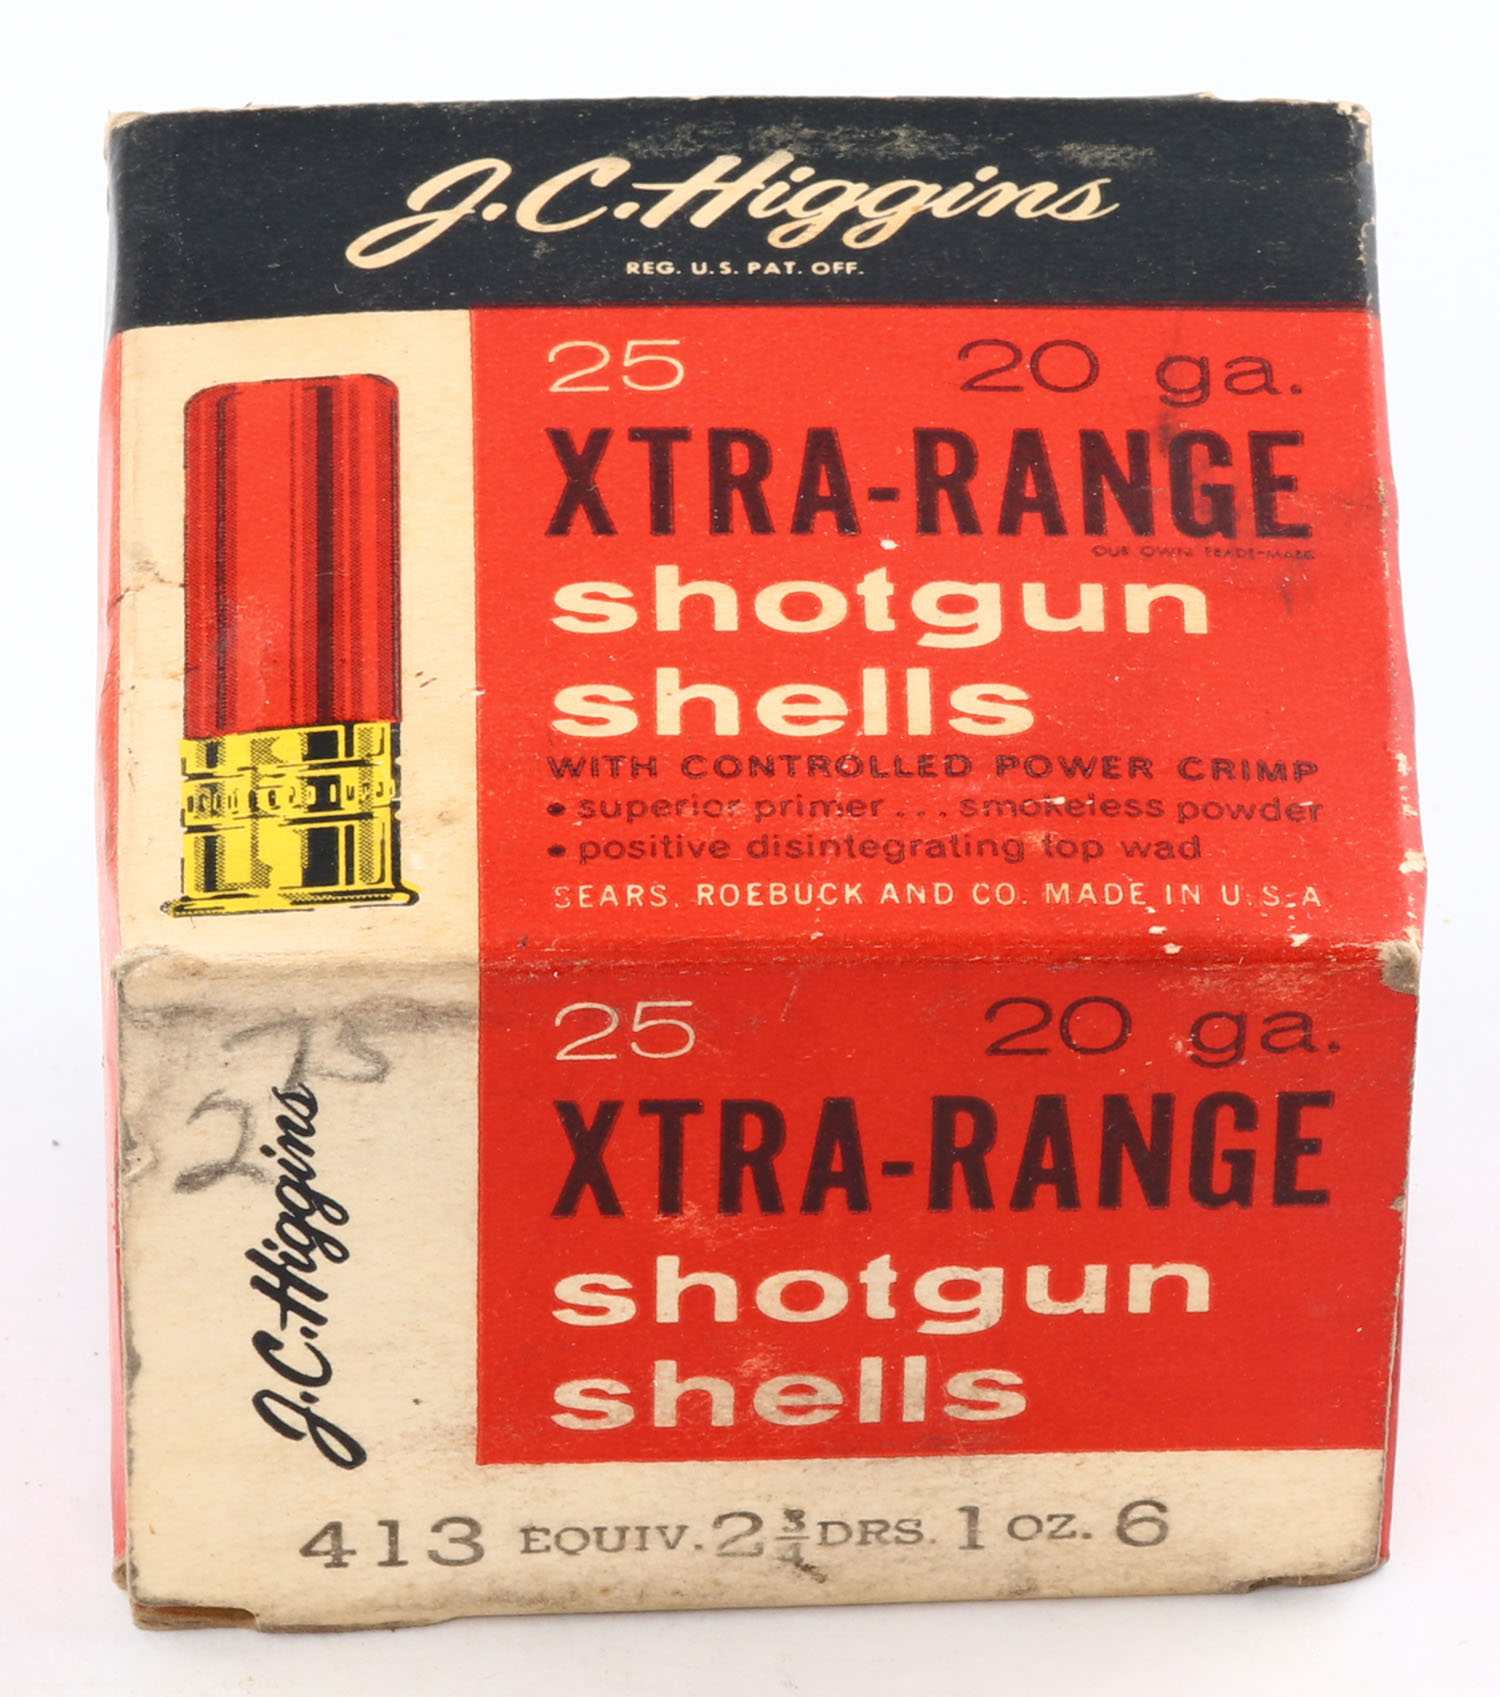 J.C. Higgins
REG. U.S. PAT. OFF.
25 20 ga.
XTRA-RANGE
OUR OWN TRADE-MARK
shotgun
shells
WITH CONTROLLED POWER CRIMP
• superior primer... smokeless powder
• positive disintegrating top wad
SEARS, ROEBUCK AND CO. MADE IN U.S.A.
25 20 ga.
XTRA-RANGE
shotgun
shells
J.C. Higgins
2 75
413 EQUIV. 2 3/4 DRS. 1 OZ. 6